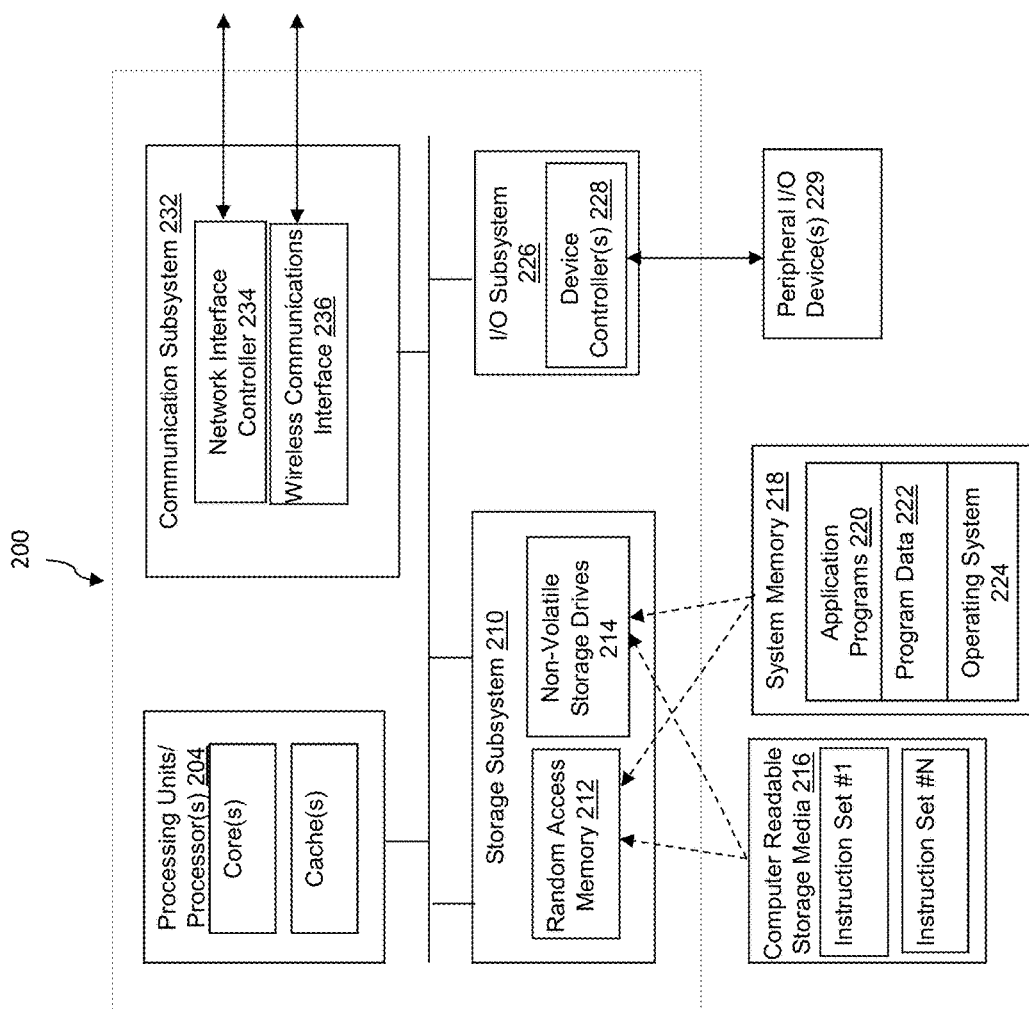 200
Processing Units/
Processor(s) 204
Core(s)
Cache(s)
Communication Subsystem 232
Network Interface
Controller 234
Wireless Communications
Interface 236
Storage Subsystem 210
Random Access
Memory 212
Non-Volatile
Storage Drives
214
I/O Subsystem
226
Device
Controller(s) 228
Computer Readable
Storage Media 216
Instruction Set #1
Instruction Set #N
System Memory 218
Application
Programs 220
Program Data 222
Operating System
224
Peripheral I/O
Device(s) 229